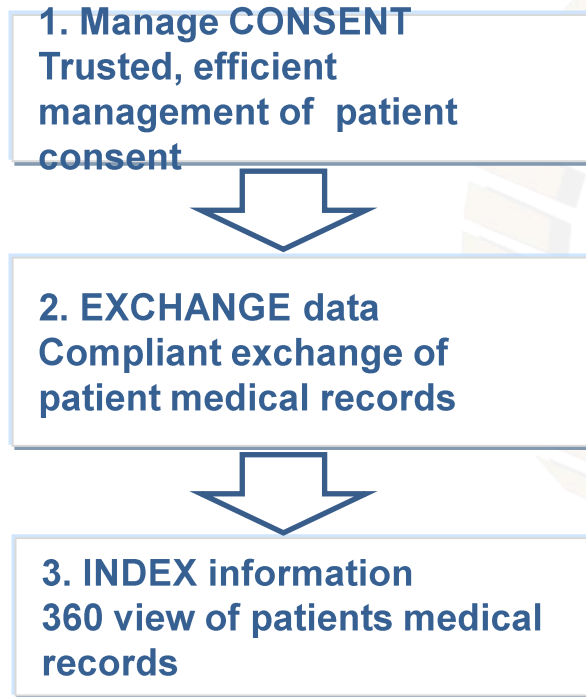 1. Manage CONSENT
Trusted, efficient
management of  patient
consent
2. EXCHANGE data
Compliant exchange of
patient medical records
3. INDEX information
360 view of patients medical
records